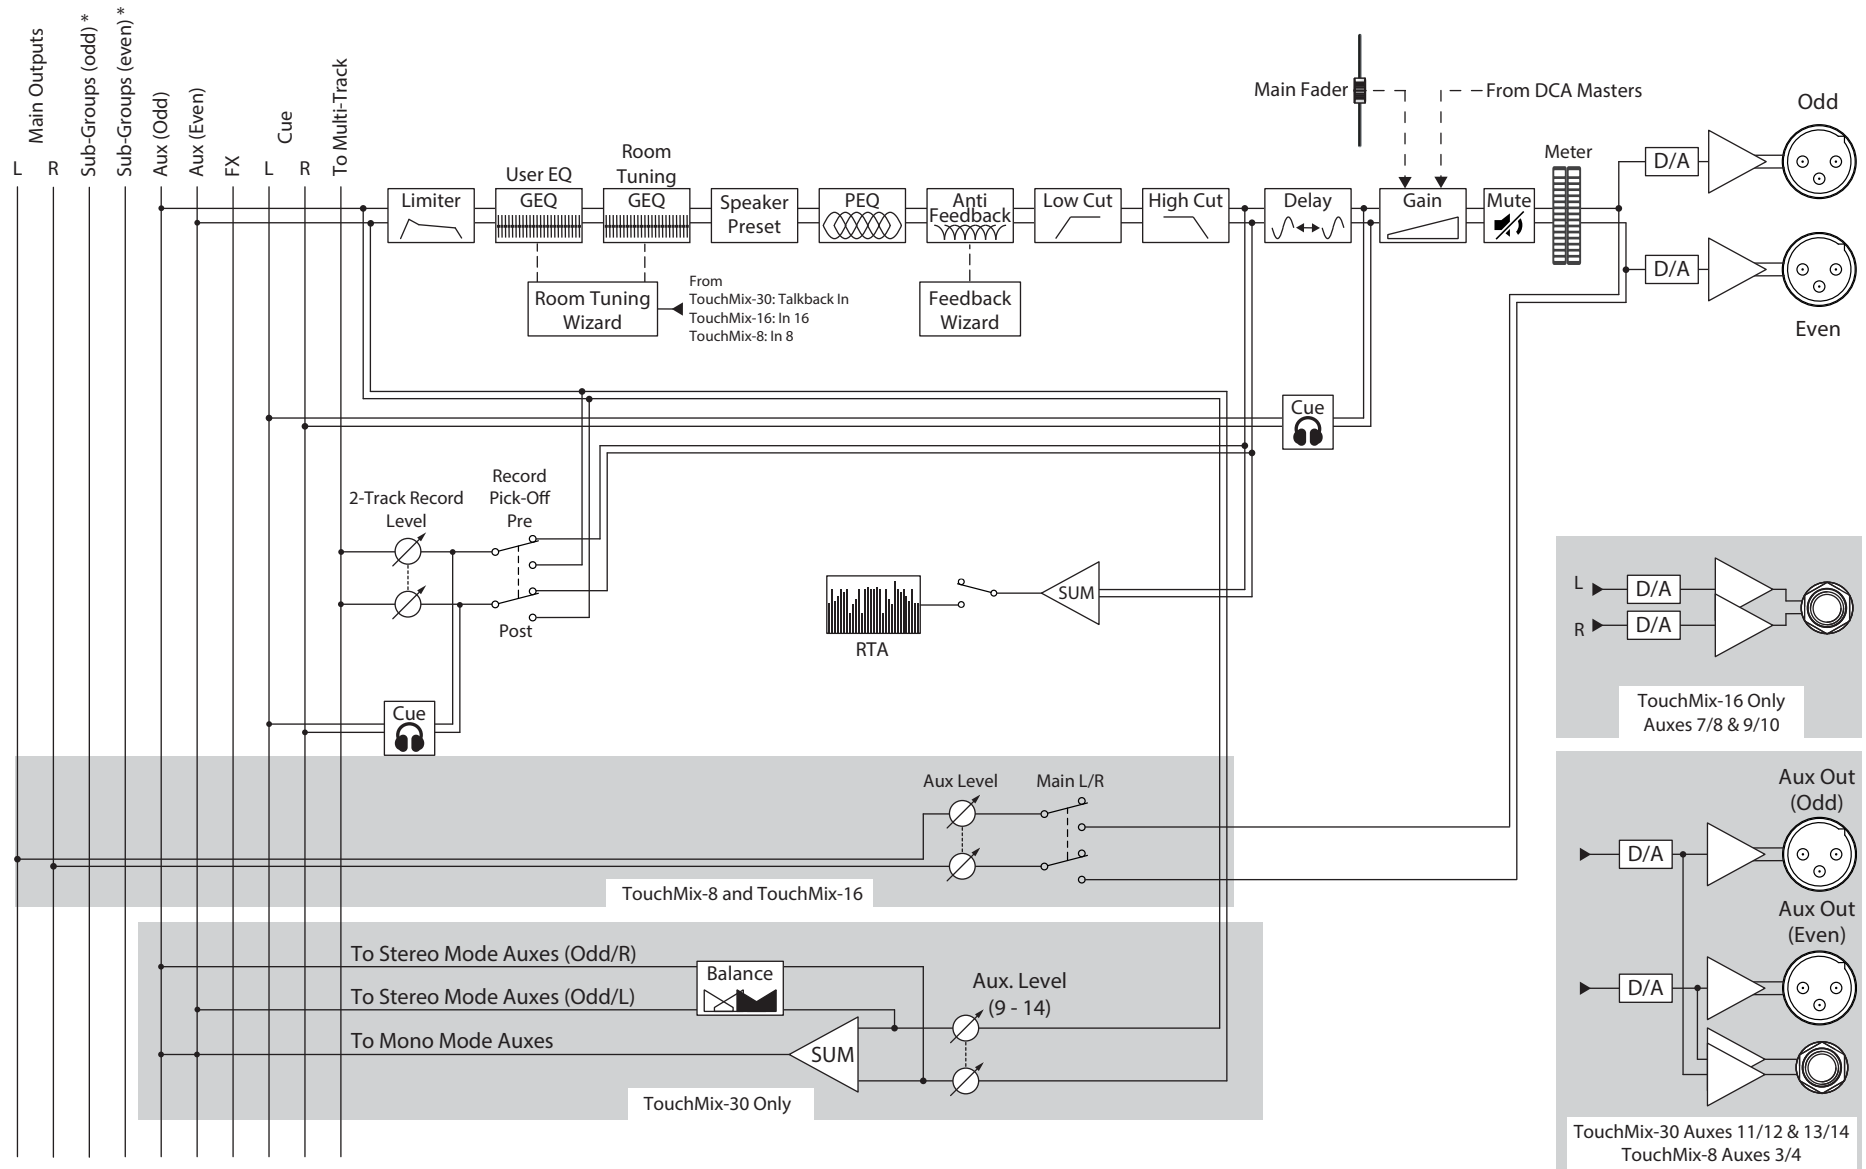 Main Outputs
L
R
Sub-Groups (odd) *
Sub-Groups (even) *
Aux (Odd)
Aux (Even)
FX
Cue
L
R
To Multi-Track
Limiter
User EQ
GEQ
Room
Tuning
GEQ
Speaker
Preset
PEQ
Anti
Feedback
Low Cut
High Cut
Delay
Main Fader
From DCA Masters
Gain
Mute
Meter
D/A
Odd
D/A
Even
Room Tuning
Wizard
From
TouchMix-30: Talkback In
TouchMix-16: In 16
TouchMix-8: In 8
Feedback
Wizard
Cue
2-Track Record
Level
Record
Pick-Off
Pre
Post
RTA
SUM
Cue
L
D/A
R
D/A
TouchMix-16 Only
Auxes 7/8 & 9/10
Aux Level
Main L/R
TouchMix-8 and TouchMix-16
To Stereo Mode Auxes (Odd/R)
To Stereo Mode Auxes (Odd/L)
To Mono Mode Auxes
Balance
SUM
Aux. Level
(9 - 14)
TouchMix-30 Only
Aux Out
(Odd)
D/A
Aux Out
(Even)
D/A
TouchMix-30 Auxes 11/12 & 13/14
TouchMix-8 Auxes 3/4